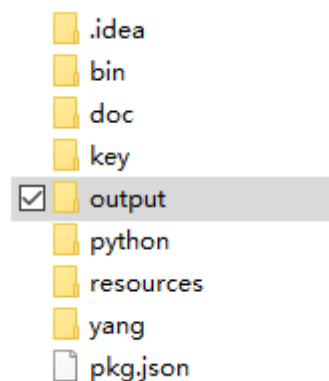 .idea
bin
doc
key
output
python
resources
yang
pkg.json